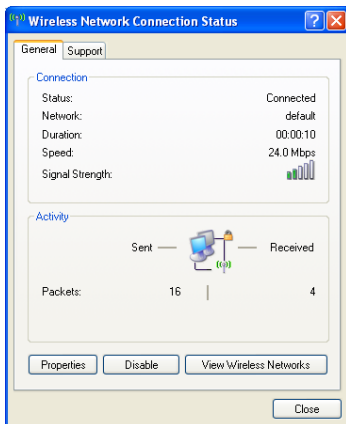 Wireless Network Connection Status
General Support
Connection
Status: Connected
Network: default
Duration: 00:00:10
Speed: 24.0 Mbps
Signal Strength:
Activity
Sent Received
Packets: 16 4
Properties Disable View Wireless Networks
Close